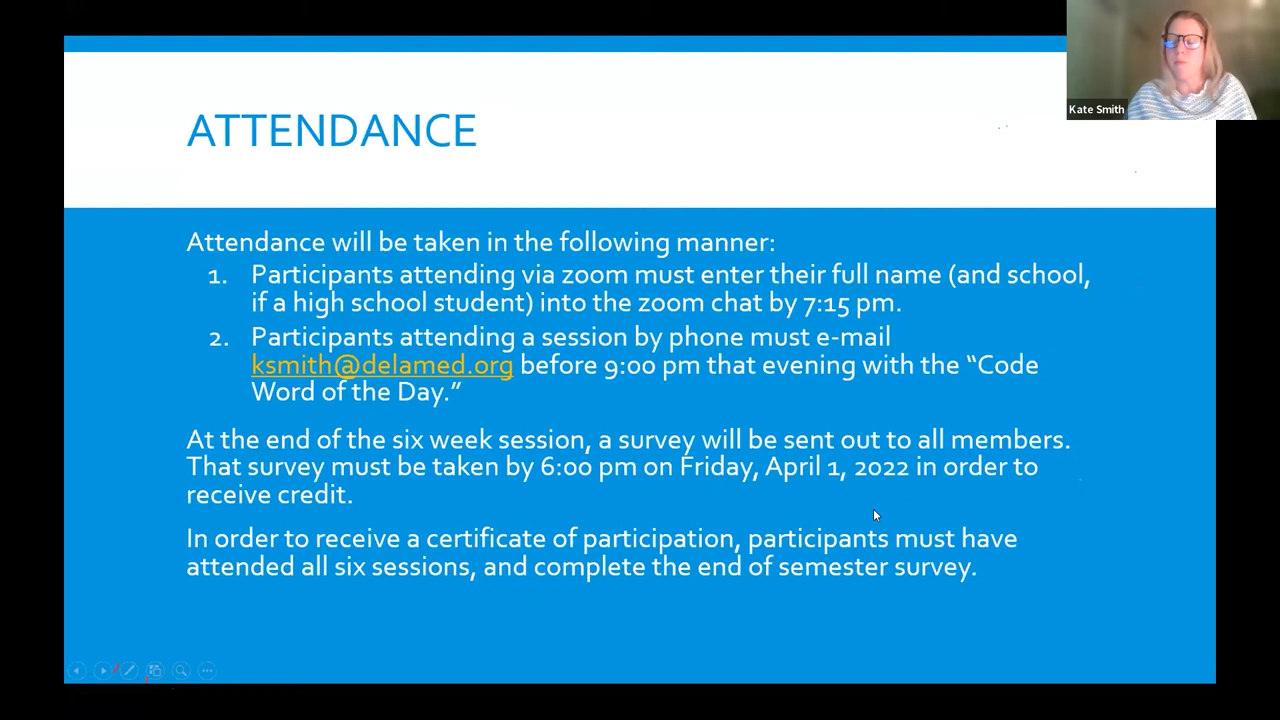 Kate Smith
ATTENDANCE
Attendance will be taken in the following manner:
1. Participants attending via zoom must enter their full name (and school,
if a high school student) into the zoom chat by 7:15 pm.
2. Participants attending a session by phone must e-mail
ksmith@delamed.org before 9:00 pm that evening with the “Code
Word of the Day.”
At the end of the six week session, a survey will be sent out to all members.
That survey must be taken by 6:00 pm on Friday, April 1, 2022 in order to
receive credit.
In order to receive a certificate of participation, participants must have
attended all six sessions, and complete the end of semester survey.